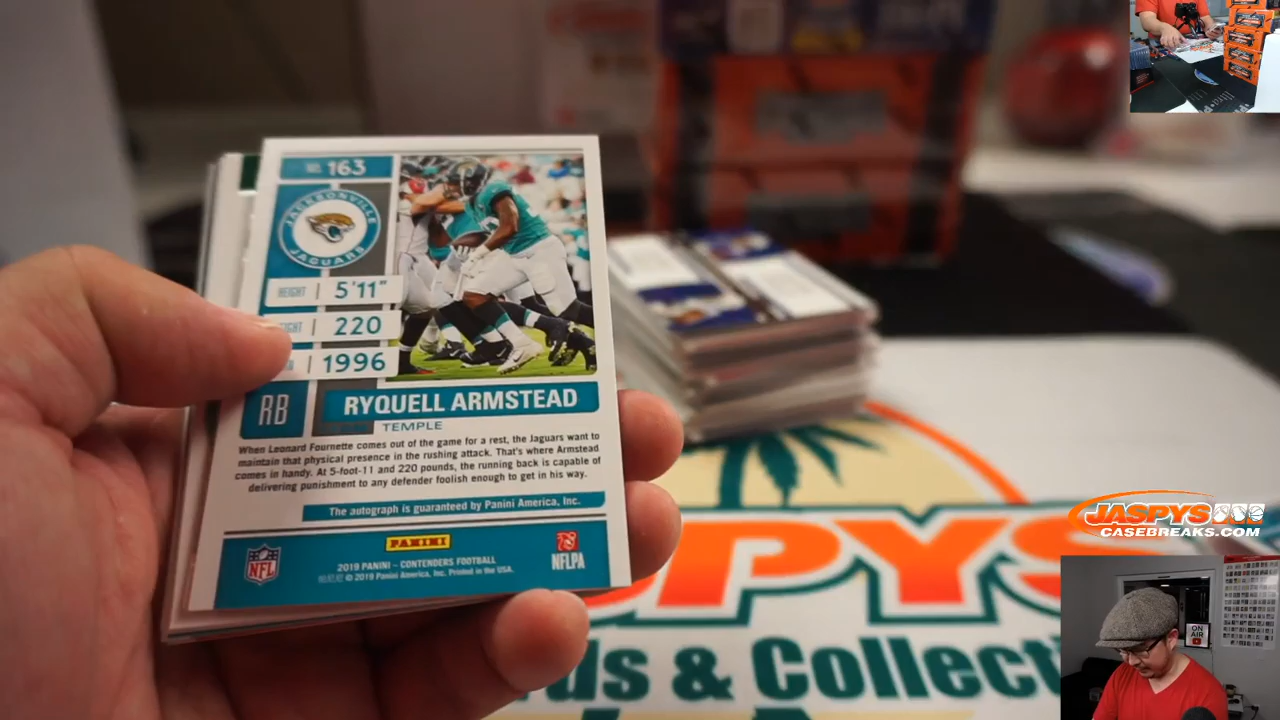 NO. 163
JACKSONVILLE
JAGUARS
HEIGHT 5'11"
220
1996
RB
RYQUELL ARMSTEAD
TEMPLE
When Leonard Fournette comes out of the game for a rest, the Jaguars want to
maintain that physical presence in the rushing attack. That's where Armstead
comes in handy. At 5-foot-11 and 220 pounds, the running back is capable of
delivering punishment to any defender foolish enough to get in his way.
The autograph is guaranteed by Panini America, Inc.
PANINI
NFL
2019 PANINI – CONTENDERS FOOTBALL
© 2019 Panini America, Inc. Printed in the USA.
NFLPA
JASPYS
CASEBREAKS.COM
PYS
ds & Collecti
ON
AIR